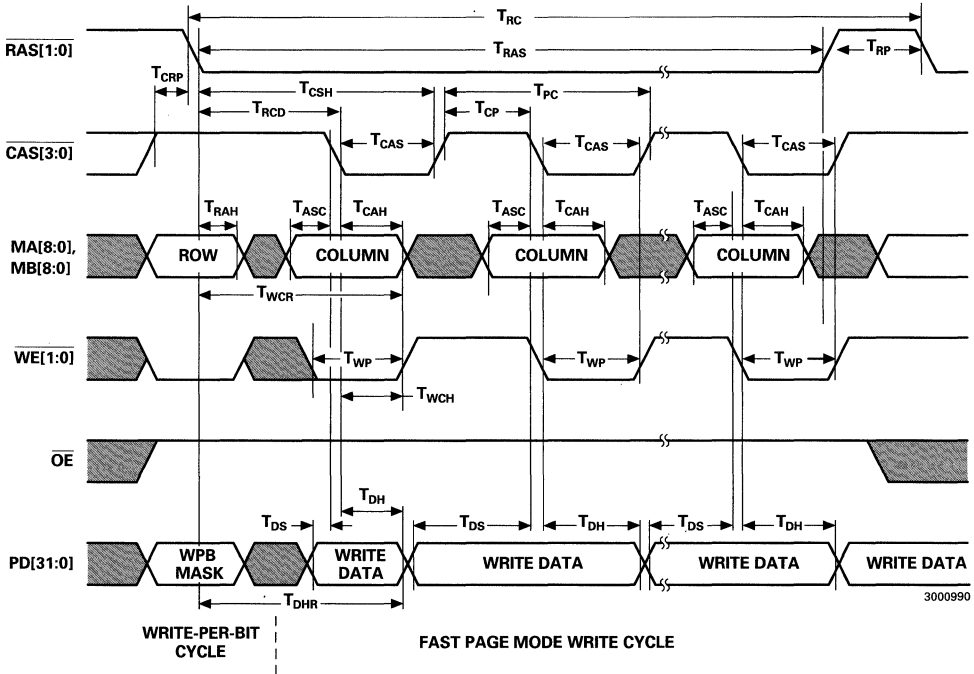 T_RC
RAS[1:0]
T_RAS
T_RP
T_CRP
T_CSH
T_PC
T_RCD
T_CP
CAS[3:0]
T_CAS
T_CAS
T_CAS
T_RAH
T_ASC
T_CAH
T_ASC
T_CAH
T_ASC
T_CAH
MA[8:0],
MB[8:0]
ROW
COLUMN
COLUMN
COLUMN
T_WCR
WE[1:0]
T_WP
T_WP
T_WP
T_WCH
OE
T_DH
T_DS
T_DS
T_DH
T_DS
T_DH
PD[31:0]
WPB
MASK
WRITE
DATA
WRITE DATA
WRITE DATA
WRITE DATA
T_DHR
3000990
WRITE-PER-BIT
CYCLE
FAST PAGE MODE WRITE CYCLE